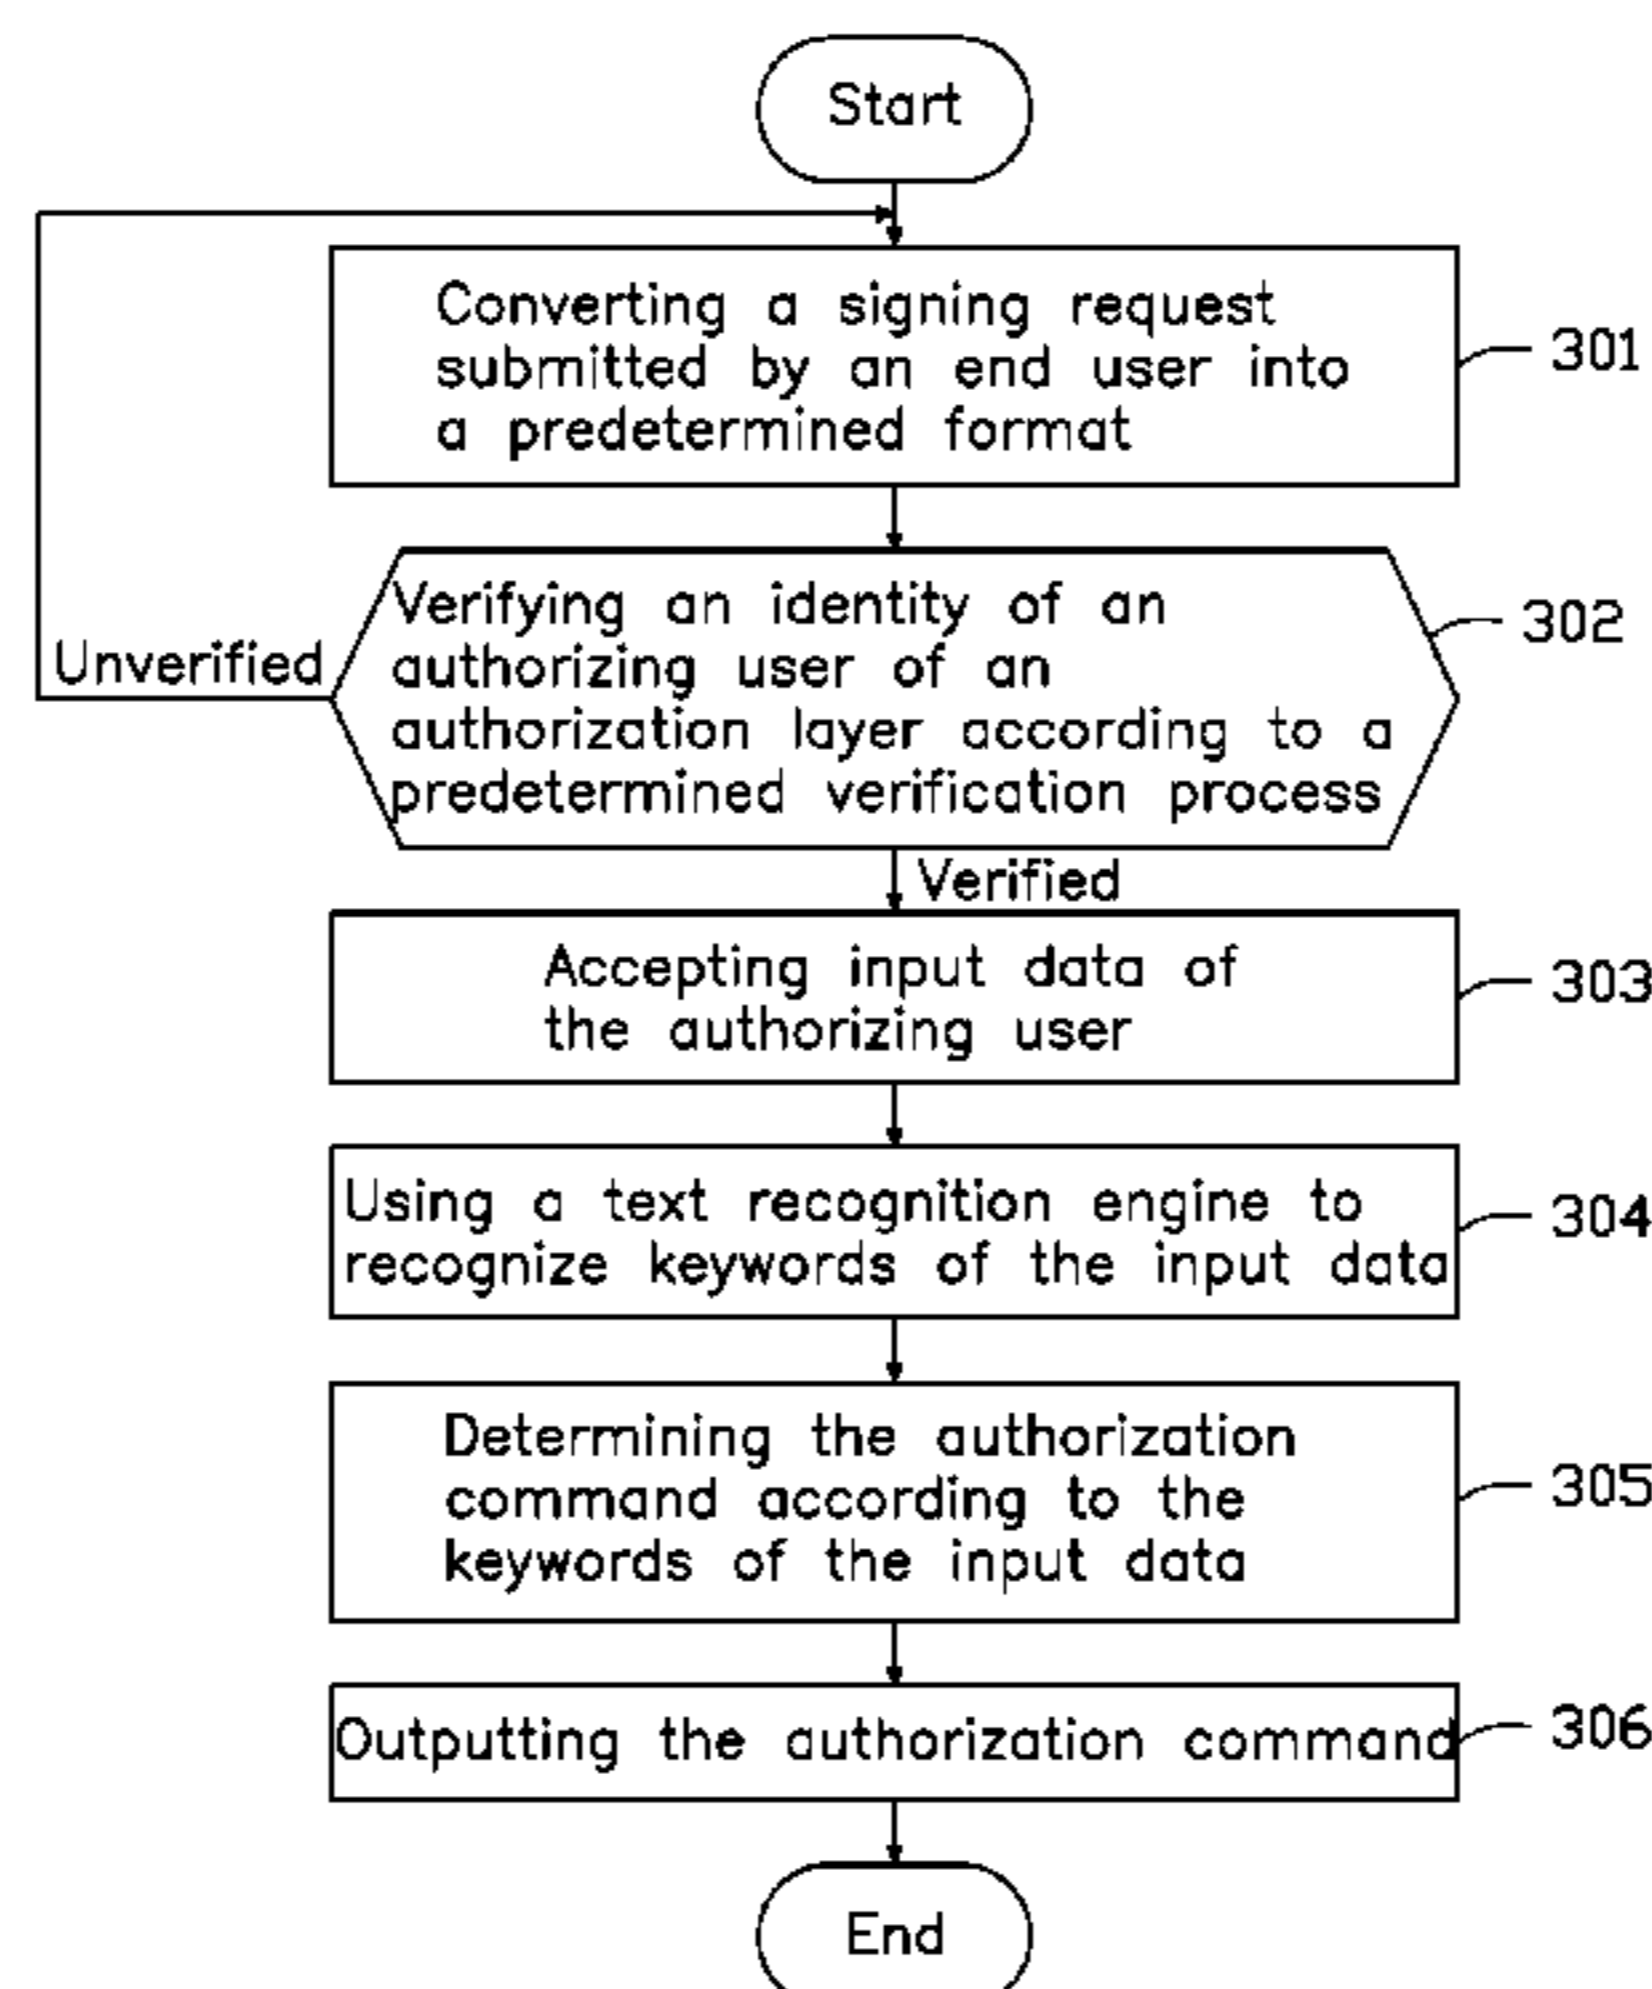 Start
Converting a signing request
submitted by an end user into
a predetermined format
301
Verifying an identity of an
authorizing user of an
authorization layer according to a
predetermined verification process
302
Unverified
Verified
Accepting input data of
the authorizing user
303
Using a text recognition engine to
recognize keywords of the input data
304
Determining the authorization
command according to the
keywords of the input data
305
Outputting the authorization command
306
End